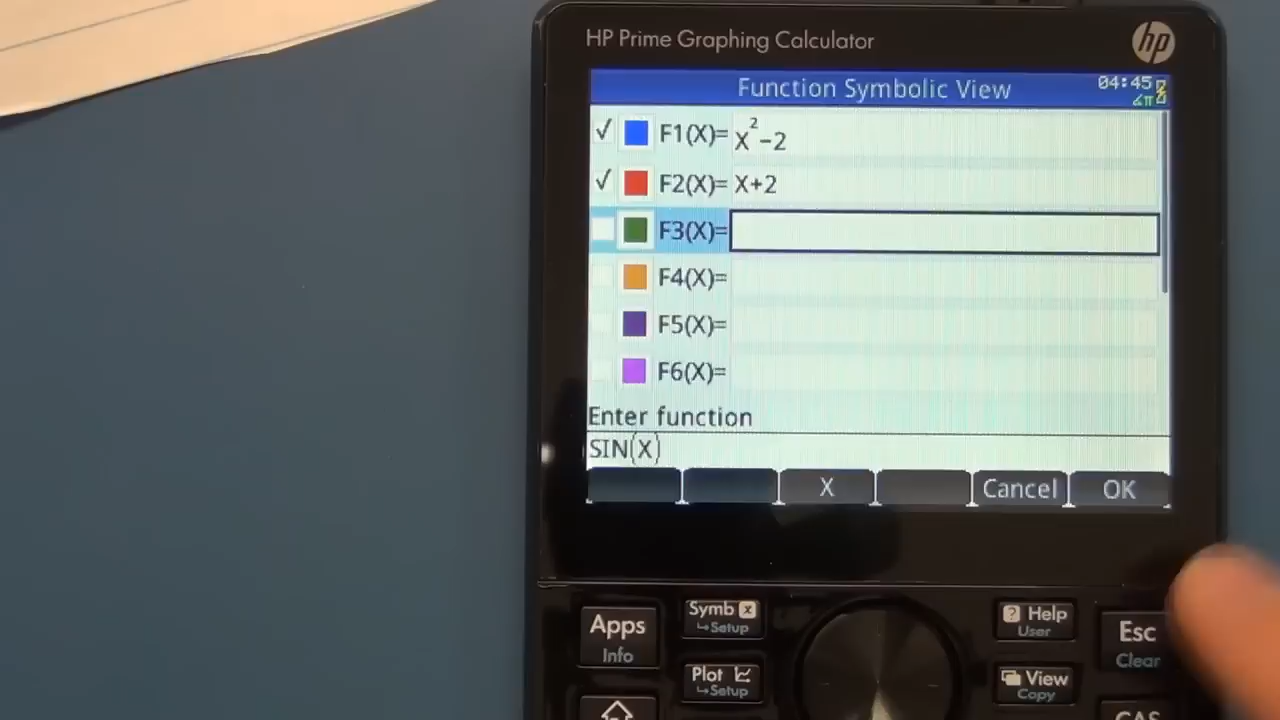 HP Prime Graphing Calculator
hp
Function Symbolic View
04:45
∠π
✓ F1(X)= X²-2
✓ F2(X)= X+2
F3(X)=
F4(X)=
F5(X)=
F6(X)=
Enter function
SIN(X)
X Cancel OK
Symb Help
↳Setup User
Apps Esc
Info Clear
Plot View
↳Setup Copy
CAS